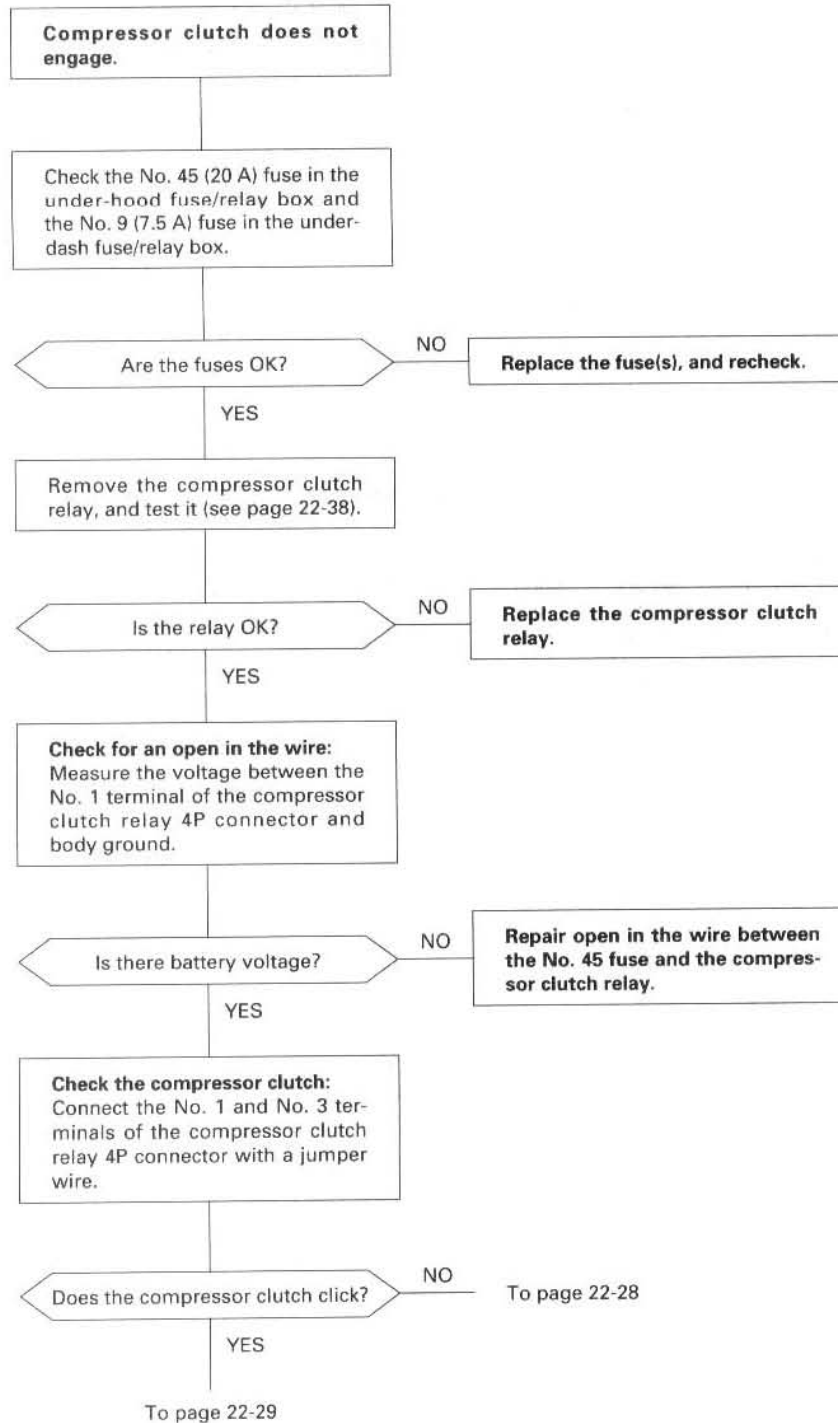 Compressor clutch does not
engage.
Check the No. 45 (20 A) fuse in the
under-hood fuse/relay box and
the No. 9 (7.5 A) fuse in the under-
dash fuse/relay box.
Are the fuses OK?
NO
Replace the fuse(s), and recheck.
YES
Remove the compressor clutch
relay, and test it (see page 22-38).
Is the relay OK?
NO
Replace the compressor clutch
relay.
YES
Check for an open in the wire:
Measure the voltage between the
No. 1 terminal of the compressor
clutch relay 4P connector and
body ground.
Is there battery voltage?
NO
Repair open in the wire between
the No. 45 fuse and the compres-
sor clutch relay.
YES
Check the compressor clutch:
Connect the No. 1 and No. 3 ter-
minals of the compressor clutch
relay 4P connector with a jumper
wire.
Does the compressor clutch click?
NO
To page 22-28
YES
To page 22-29